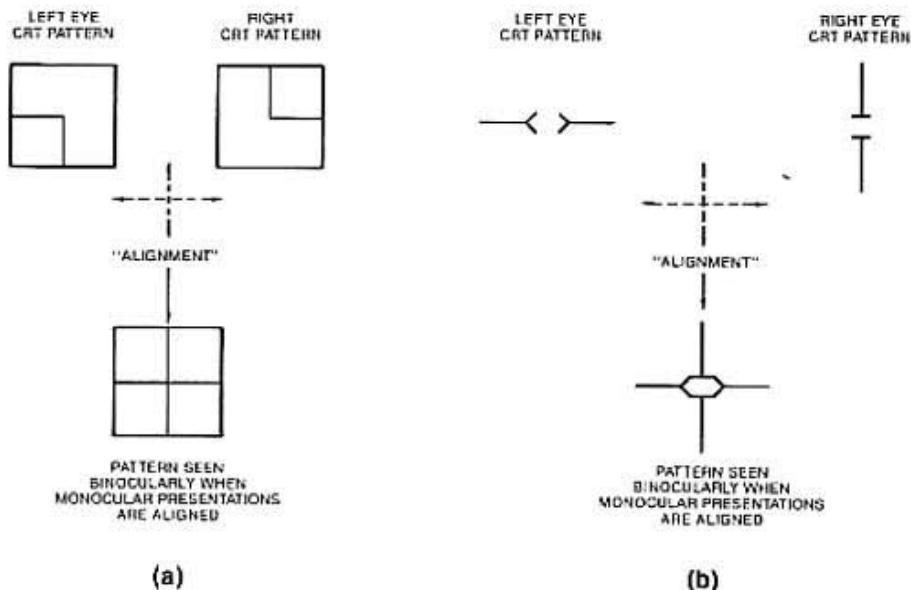 LEFT EYE
CRT PATTERN
RIGHT
CRT PATTERN
"ALIGNMENT"
PATTERN SEEN
BINOCULARLY WHEN
MONOCULAR PRESENTATIONS
ARE ALIGNED
(a)
LEFT EYE
CRT PATTERN
RIGHT EYE
CRT PATTERN
"ALIGNMENT"
PATTERN SEEN
BINOCULARLY WHEN
MONOCULAR PRESENTATIONS
ARE ALIGNED
(b)